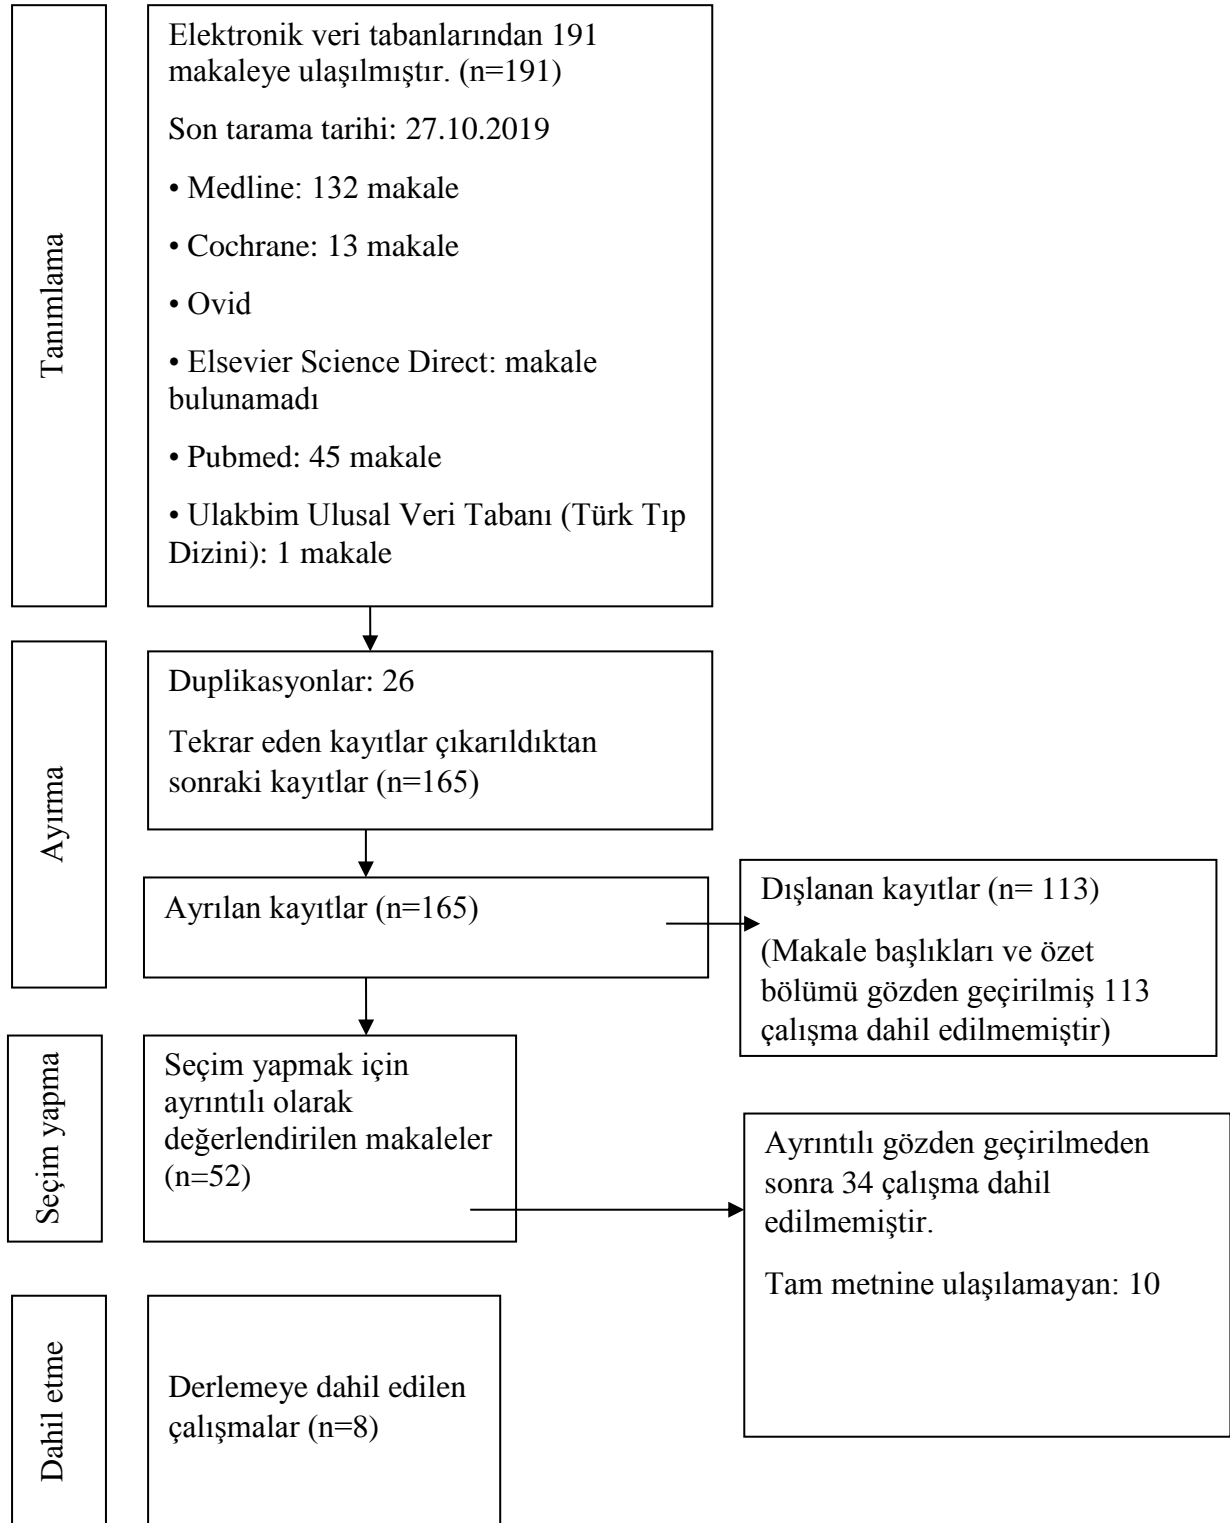 Tanımlama
Elektronik veri tabanlarından 191
makaleye ulaşılmıştır. (n=191)
Son tarama tarihi: 27.10.2019
• Medline: 132 makale
• Cochrane: 13 makale
• Ovid
• Elsevier Science Direct: makale
bulunamadı
• Pubmed: 45 makale
• Ulakbim Ulusal Veri Tabanı (Türk Tıp
Dizini): 1 makale
Ayırma
Duplikasyonlar: 26
Tekrar eden kayıtlar çıkarıldıktan
sonraki kayıtlar (n=165)
Ayrılan kayıtlar (n=165)
Dışlanan kayıtlar (n= 113)
(Makale başlıkları ve özet
bölümü gözden geçirilmiş 113
çalışma dahil edilmemiştir)
Seçim yapma
Seçim yapmak için
ayrıntılı olarak
değerlendirilen makaleler
(n=52)
Ayrıntılı gözden geçirilmeden
sonra 34 çalışma dahil
edilmemiştir.
Tam metnine ulaşılamayan: 10
Dahil etme
Derlemeye dahil edilen
çalışmalar (n=8)